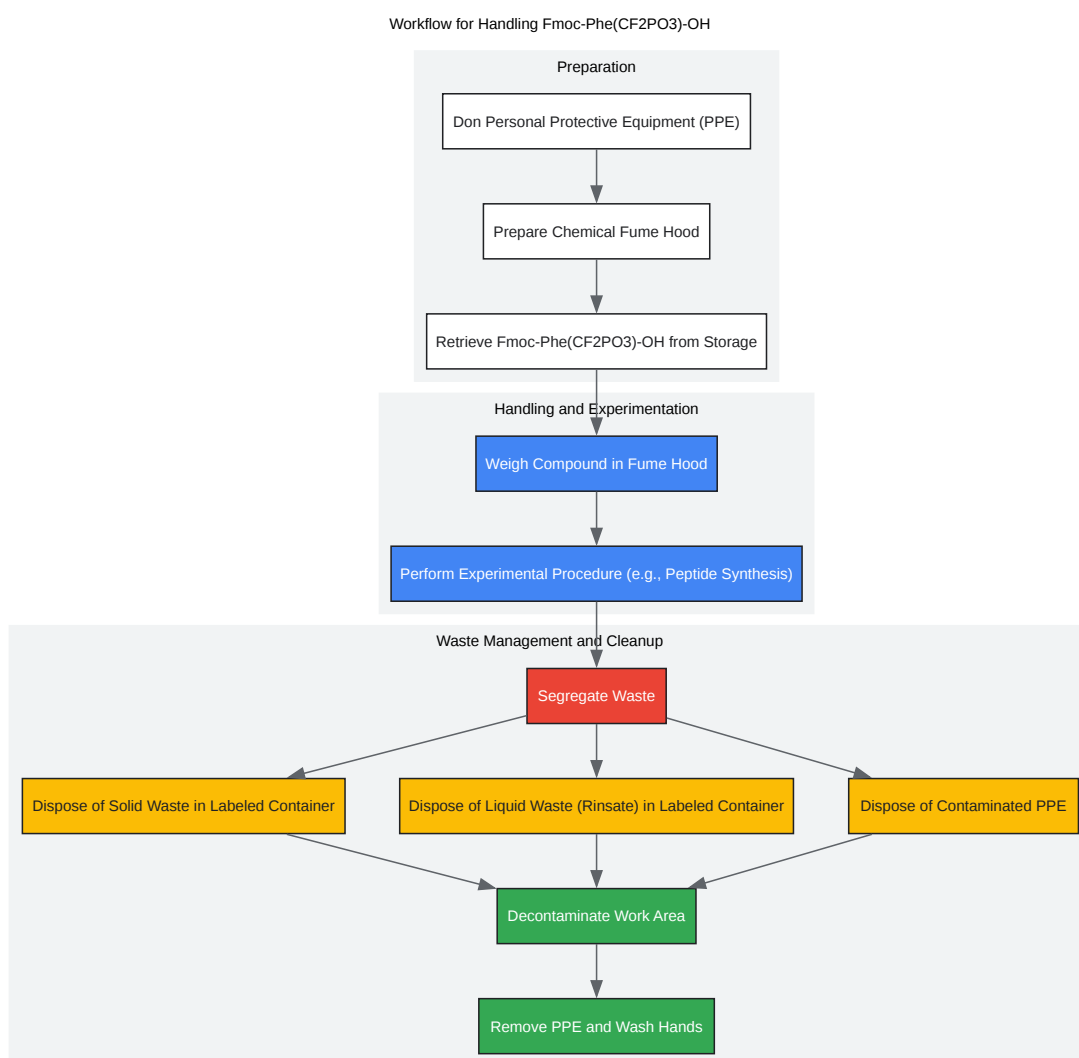 Workflow for Handling Fmoc-Phe(CF2PO3)-OH
Preparation
Don Personal Protective Equipment (PPE)
Prepare Chemical Fume Hood
Retrieve Fmoc-Phe(CF2PO3)-OH from Storage
Handling and Experimentation
Weigh Compound in Fume Hood
Perform Experimental Procedure (e.g., Peptide Synthesis)
Waste Management and Cleanup
Segregate Waste
Dispose of Solid Waste in Labeled Container
Dispose of Liquid Waste (Rinsate) in Labeled Container
Dispose of Contaminated PPE
Decontaminate Work Area
Remove PPE and Wash Hands